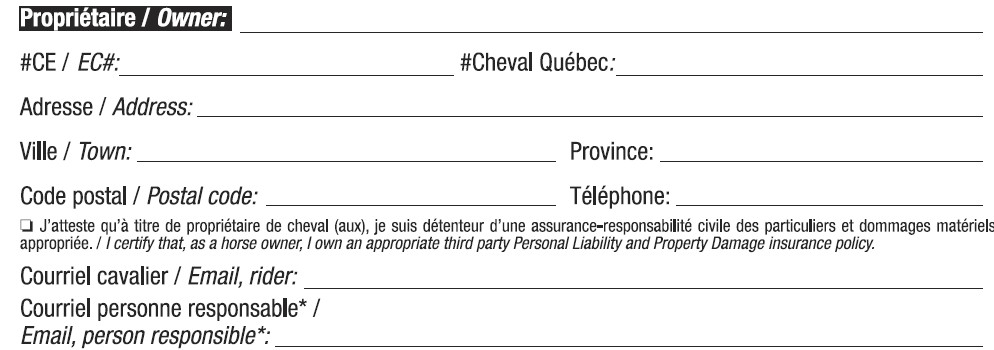 Propriétaire / Owner:
#CE / EC#: #Cheval Québec:
Adresse / Address:
Ville / Town: Province:
Code postal / Postal code: Téléphone:
❏ J'atteste qu'à titre de propriétaire de cheval (aux), je suis détenteur d'une assurance-responsabilité civile des particuliers et dommages matériels
appropriée. / I certify that, as a horse owner, I own an appropriate third party Personal Liability and Property Damage insurance policy.
Courriel cavalier / Email, rider:
Courriel personne responsable* /
Email, person responsible*: